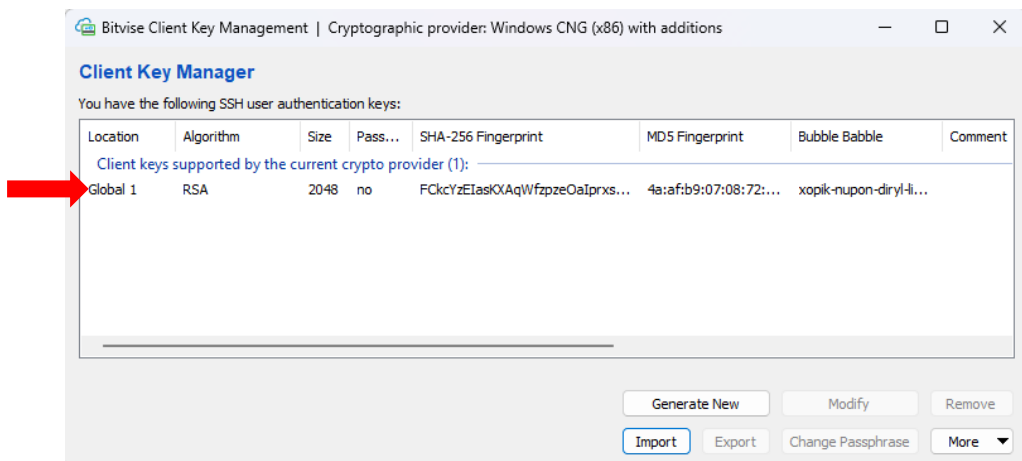 Bitvise Client Key Management | Cryptographic provider: Windows CNG (x86) with additions
Client Key Manager
You have the following SSH user authentication keys:
Location Algorithm Size Pass... SHA-256 Fingerprint MD5 Fingerprint Bubble Babble Comment
Client keys supported by the current crypto provider (1):
Global 1 RSA 2048 no FCkcYzEIasKXAqWfzpzeOaIprxs... 4a:af:b9:07:08:72:... xopik-nupon-diryl-li...
Generate New Modify Remove
Import Export Change Passphrase More